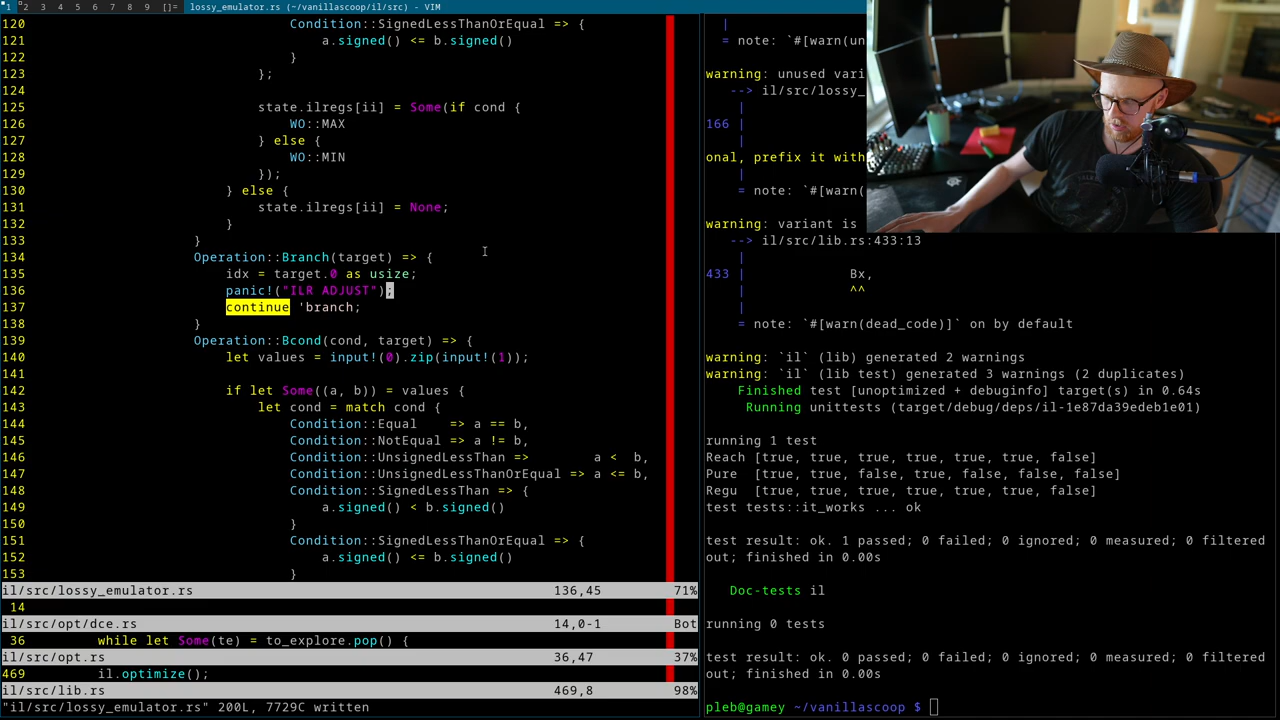 1 2 3 4 5 6 7 8 9 []= lossy_emulator.rs (~/vanillascoop/il/src) - VIM
120 Condition::SignedLessThanOrEqual => {
121 a.signed() <= b.signed()
122 }
123 };
124
125 state.ilregs[ii] = Some(if cond {
126 WO::MAX
127 } else {
128 WO::MIN
129 });
130 } else {
131 state.ilregs[ii] = None;
132 }
133 }
134 Operation::Branch(target) => {
135 idx = target.0 as usize;
136 panic!("ILR ADJUST");
137 continue 'branch;
138 }
139 Operation::Bcond(cond, target) => {
140 let values = input!(0).zip(input!(1));
141
142 if let Some((a, b)) = values {
143 let cond = match cond {
144 Condition::Equal => a == b,
145 Condition::NotEqual => a != b,
146 Condition::UnsignedLessThan => a < b,
147 Condition::UnsignedLessThanOrEqual => a <= b,
148 Condition::SignedLessThan => {
149 a.signed() < b.signed()
150 }
151 Condition::SignedLessThanOrEqual => {
152 a.signed() <= b.signed()
153 }
il/src/lossy_emulator.rs 136,45 71%
14
il/src/opt/dce.rs 14,0-1 Bot
36 while let Some(te) = to_explore.pop() {
il/src/opt.rs 36,47 37%
469 il.optimize();
il/src/lib.rs 469,8 98%
"il/src/lossy_emulator.rs" 200L, 7729C written
|
= note: `#[warn(un
warning: unused vari
--> il/src/lossy_
|
166 |
|
onal, prefix it with
|
= note: `#[warn(
warning: variant is
--> il/src/lib.rs:433:13
|
433 | Bx,
| ^^
|
= note: `#[warn(dead_code)]` on by default
warning: `il` (lib) generated 2 warnings
warning: `il` (lib test) generated 3 warnings (2 duplicates)
Finished test [unoptimized + debuginfo] target(s) in 0.64s
Running unittests (target/debug/deps/il-1e87da39edeb1e01)
running 1 test
Reach [true, true, true, true, true, true, false]
Pure [true, true, false, true, false, false, false]
Regu [true, true, true, true, true, true, false]
test tests::it_works ... ok
test result: ok. 1 passed; 0 failed; 0 ignored; 0 measured; 0 filtered
out; finished in 0.00s
Doc-tests il
running 0 tests
test result: ok. 0 passed; 0 failed; 0 ignored; 0 measured; 0 filtered
out; finished in 0.00s
pleb@gamey ~/vanillascoop $